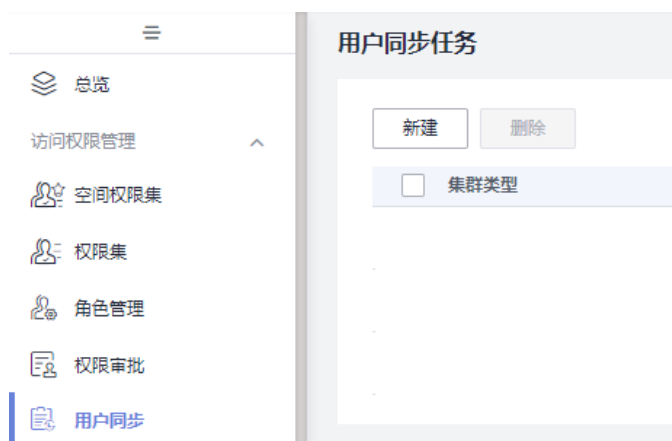 总览
访问权限管理
空间权限集
权限集
角色管理
权限审批
用户同步
用户同步任务
新建
删除
集群类型